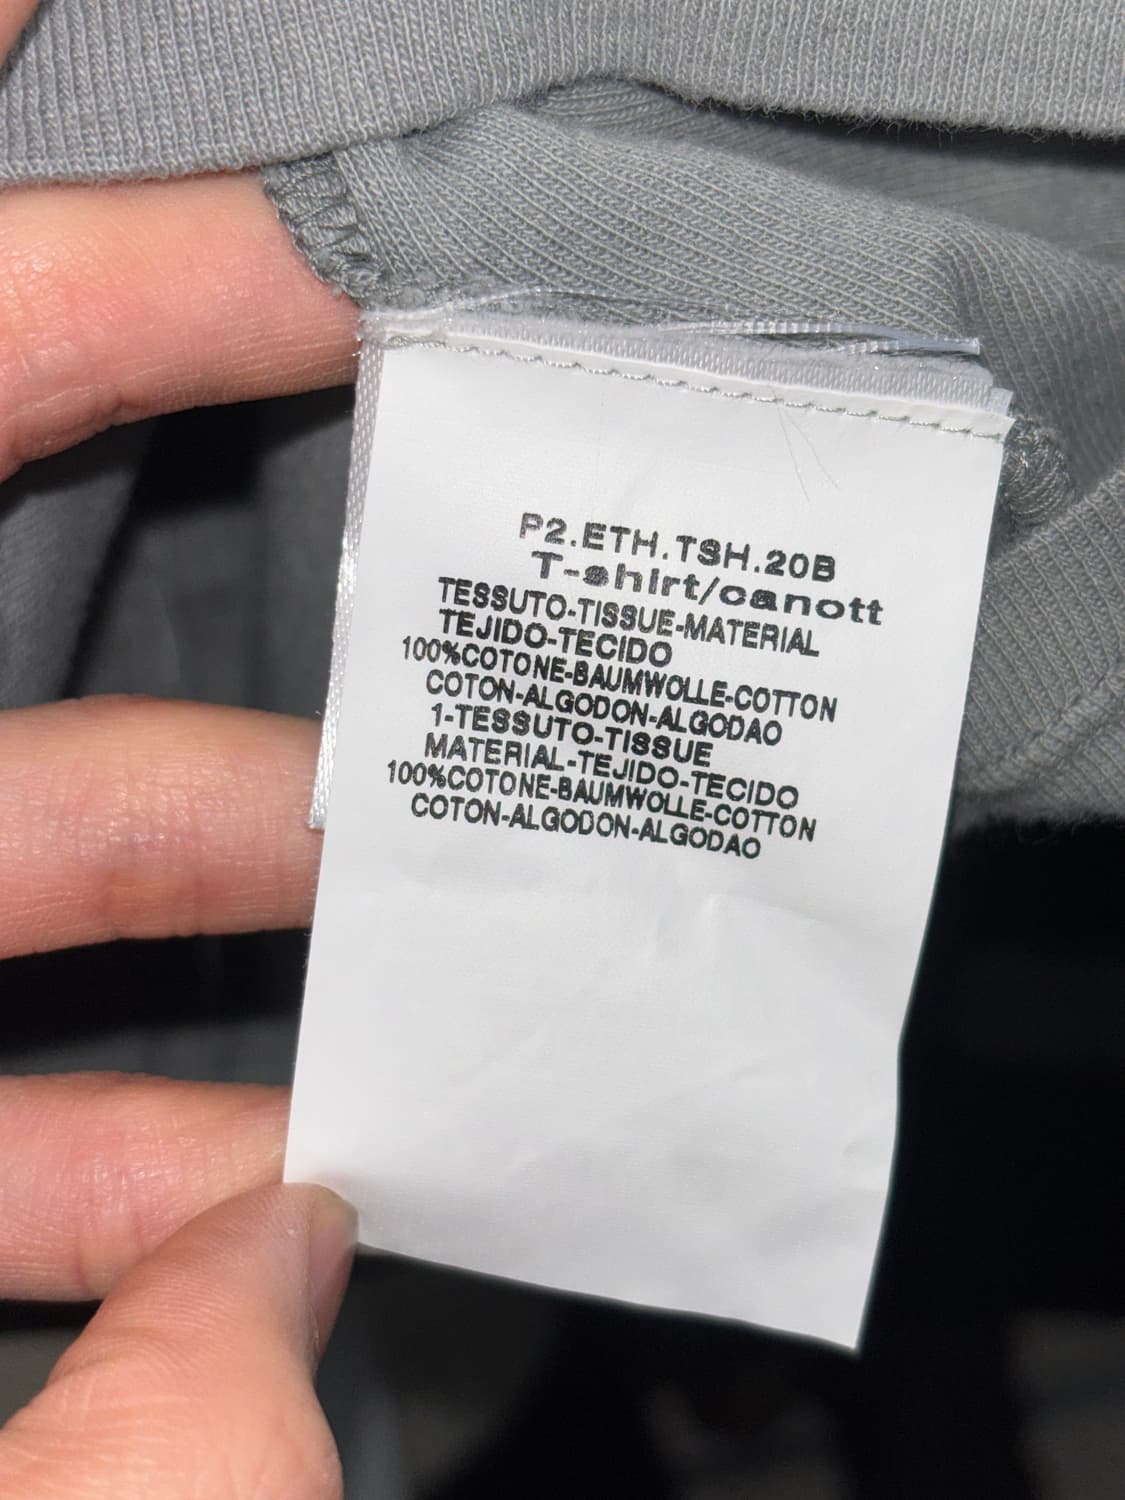 P2.ETH.TSH.20B
T-shirt/canott
TESSUTO-TISSUE-MATERIAL
TEJIDO-TECIDO
100%COTONE-BAUMWOLLE-COTTON
COTON-ALGODON-ALGODAO
1-TESSUTO-TISSUE
MATERIAL-TEJIDO-TECIDO
100%COTONE-BAUMWOLLE-COTTON
COTON-ALGODON-ALGODAO